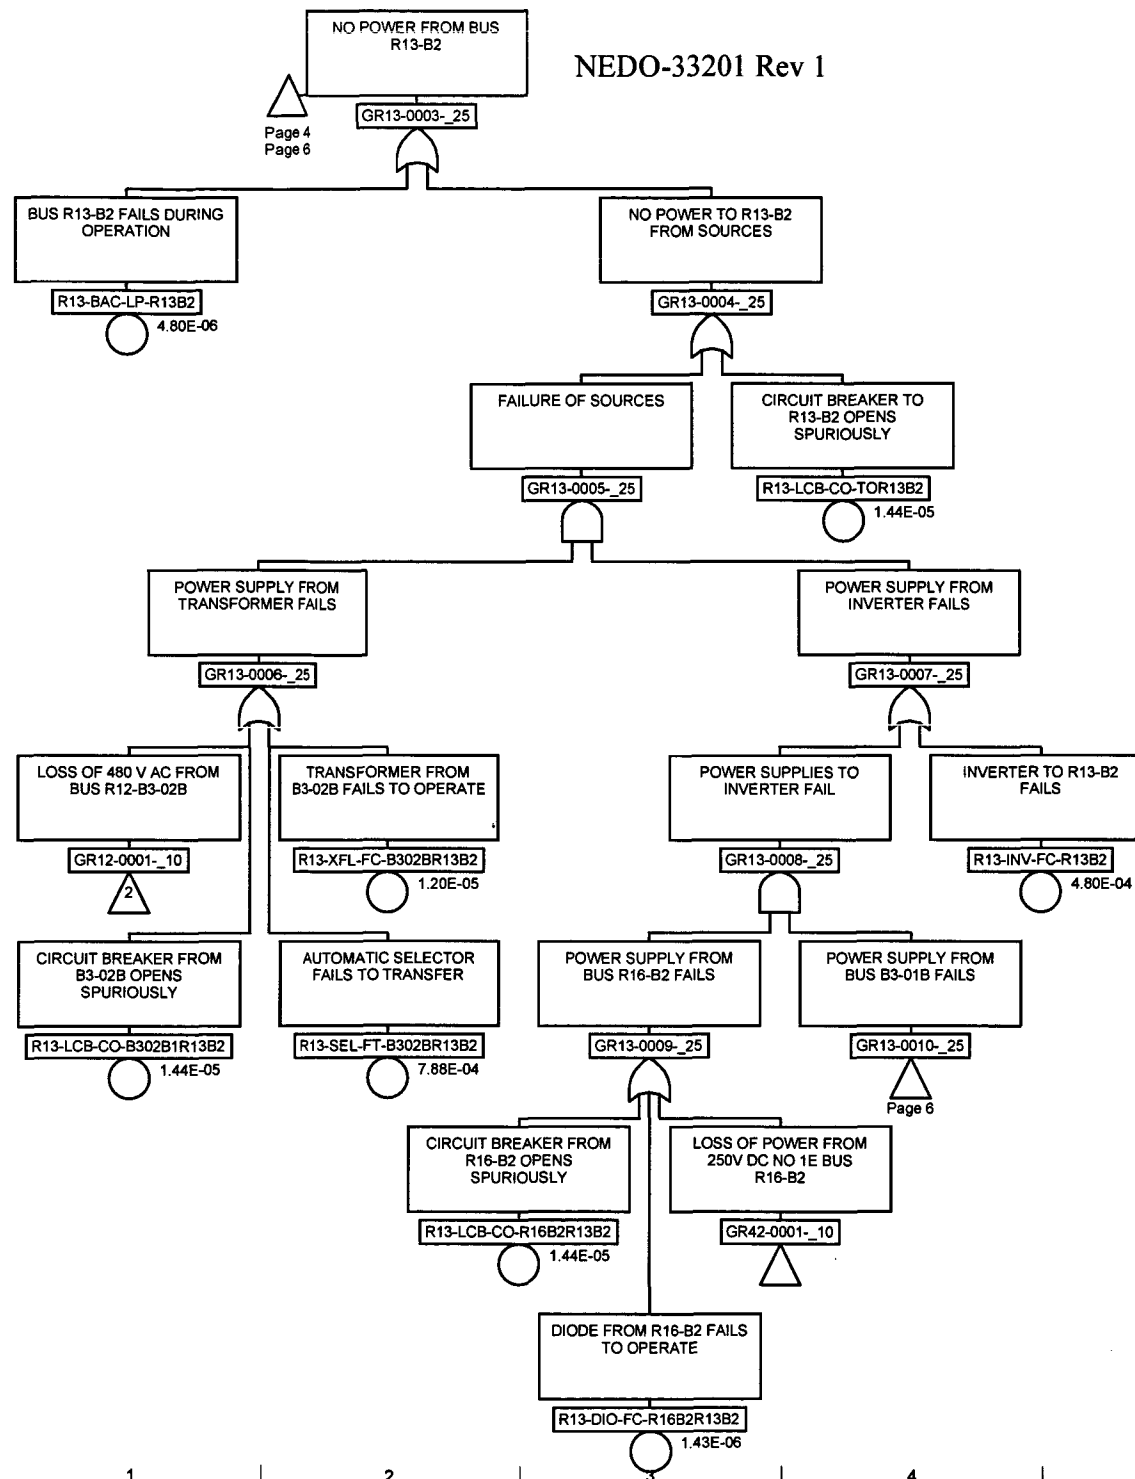 NO POWER FROM BUS
R13-B2
NEDO-33201 Rev 1
GR13-0003-_25
Page 4
Page 6
BUS R13-B2 FAILS DURING
OPERATION
NO POWER TO R13-B2
FROM SOURCES
R13-BAC-LP-R13B2
4.80E-06
GR13-0004-_25
FAILURE OF SOURCES
CIRCUIT BREAKER TO
R13-B2 OPENS
SPURIOUSLY
GR13-0005-_25
R13-LCB-CO-TOR13B2
1.44E-05
POWER SUPPLY FROM
TRANSFORMER FAILS
POWER SUPPLY FROM
INVERTER FAILS
GR13-0006-_25
GR13-0007-_25
LOSS OF 480 V AC FROM
BUS R12-B3-02B
TRANSFORMER FROM
B3-02B FAILS TO OPERATE
POWER SUPPLIES TO
INVERTER FAIL
INVERTER TO R13-B2
FAILS
GR12-0001-_10
2
R13-XFL-FC-B302BR13B2
1.20E-05
GR13-0008-_25
R13-INV-FC-R13B2
4.80E-04
CIRCUIT BREAKER FROM
B3-02B OPENS
SPURIOUSLY
AUTOMATIC SELECTOR
FAILS TO TRANSFER
POWER SUPPLY FROM
BUS R16-B2 FAILS
POWER SUPPLY FROM
BUS B3-01B FAILS
R13-LCB-CO-B302B1R13B2
1.44E-05
R13-SEL-FT-B302BR13B2
7.88E-04
GR13-0009-_25
GR13-0010-_25
Page 6
CIRCUIT BREAKER FROM
R16-B2 OPENS
SPURIOUSLY
LOSS OF POWER FROM
250V DC NO 1E BUS
R16-B2
R13-LCB-CO-R16B2R13B2
1.44E-05
GR42-0001-_10
DIODE FROM R16-B2 FAILS
TO OPERATE
R13-DIO-FC-R16B2R13B2
1.43E-06
1
2
3
4